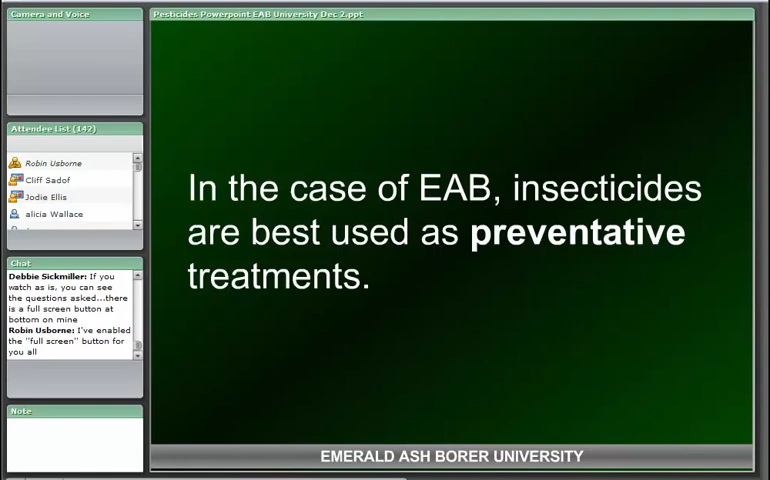 Camera and Voice
Attendee List (142)
Robin Usborne
Cliff Sadof
Jodie Ellis
alicia Wallace
Chat
Debbie Sickmiller: If you
watch as is, you can see
the questions asked...there
is a full screen button at
bottom on mine
Robin Usborne: I've enabled
the "full screen" button for
you all
Note
Pesticides Powerpoint EAB University Dec 2.ppt
In the case of EAB, insecticides
are best used as preventative
treatments.
EMERALD ASH BORER UNIVERSITY